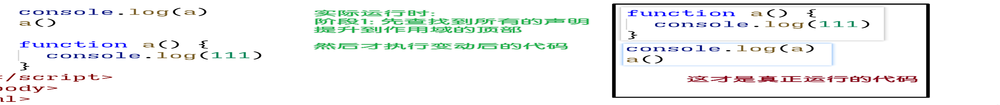 console.log(a)
a()
function a() {
console.log(111)
}
</script>
body>
ml>
实际运行时:
阶段1: 先查找到所有的声明
提升到作用域的顶部
然后才执行变动后的代码
function a() {
console.log(111)
}
console.log(a)
a()
这才是真正运行的代码